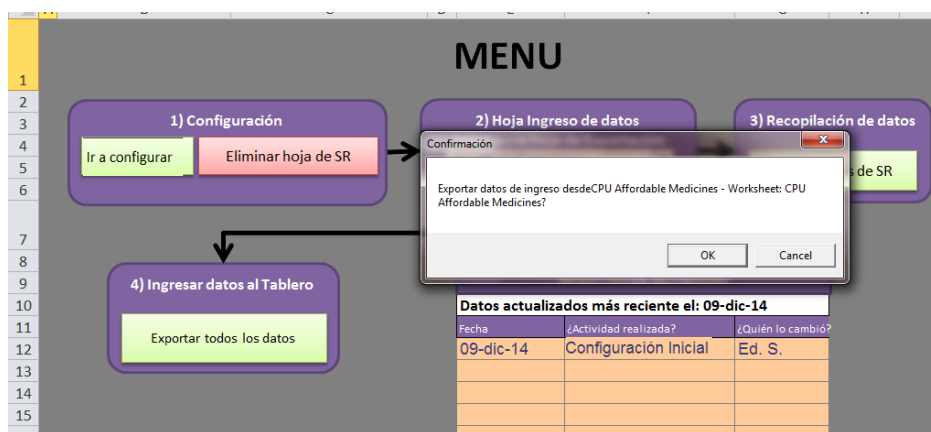 MENU
1
2
3
4
5
6
7
8
9
10
11
12
13
14
15
1) Configuración
Ir a configurar
Eliminar hoja de SR
2) Hoja Ingreso de datos
3) Recopilación de datos
s de SR
Confirmación
Exportar datos de ingreso desdeCPU Affordable Medicines - Worksheet: CPU
Affordable Medicines?
OK
Cancel
4) Ingresar datos al Tablero
Exportar todos los datos
Datos actualizados más reciente el: 09-dic-14
Fecha
¿Actividad realizada?
¿Quién lo cambió?
09-dic-14
Configuración Inicial
Ed. S.